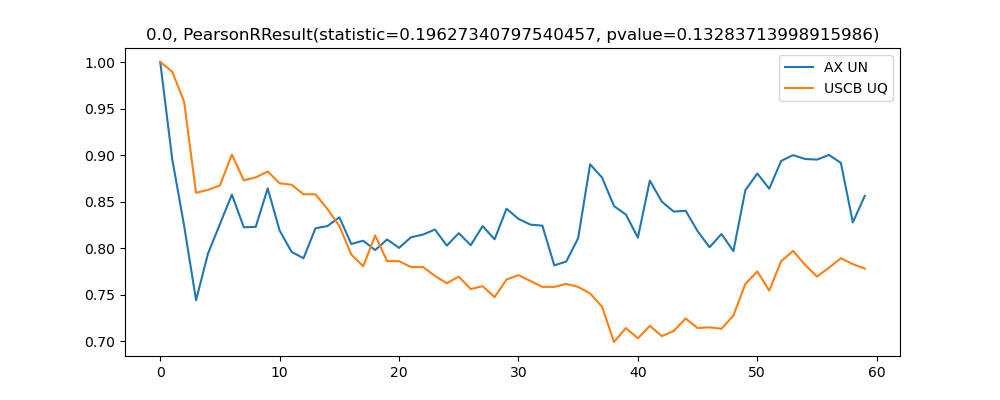 0.0, PearsonRResult(statistic=0.19627340797540457, pvalue=0.13283713998915986)
AX UN
USCB UQ
1.00
0.95
0.90
0.85
0.80
0.75
0.70
0 10 20 30 40 50 60